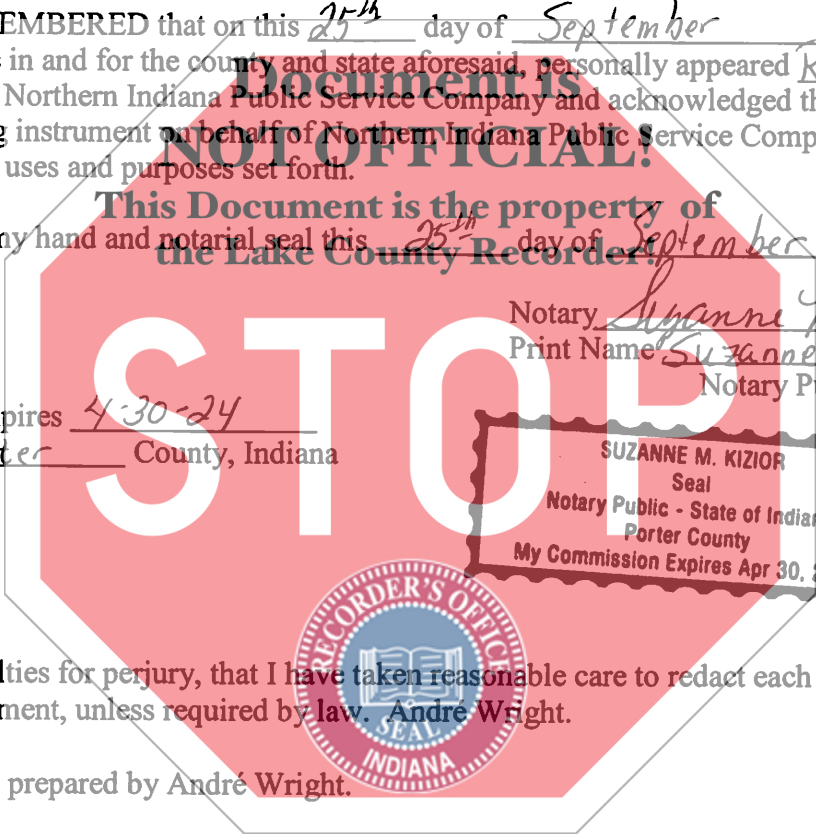 EMBERED that on this 25th day of September
in and for the county and state aforesaid, personally appeared K
Northern Indiana Public Service Company and acknowledged th
g instrument on behalf of Northern Indiana Public Service Comp
uses and purposes set forth.
Document is
NOT OFFICIAL!
This Document is the property of
the Lake County Recorder!
ny hand and notarial seal this 25th day of September
STOP
Notary Suzanne
Print Name Suzanne
Notary Pu
pires 4-30-24
ter County, Indiana
SUZANNE M. KIZIOR
Seal
Notary Public - State of Indian
Porter County
My Commission Expires Apr 30, 2
RECORDER'S OFFICE
SEAL
INDIANA
lties for perjury, that I have taken reasonable care to redact each
ment, unless required by law. André Wright.
prepared by André Wright.